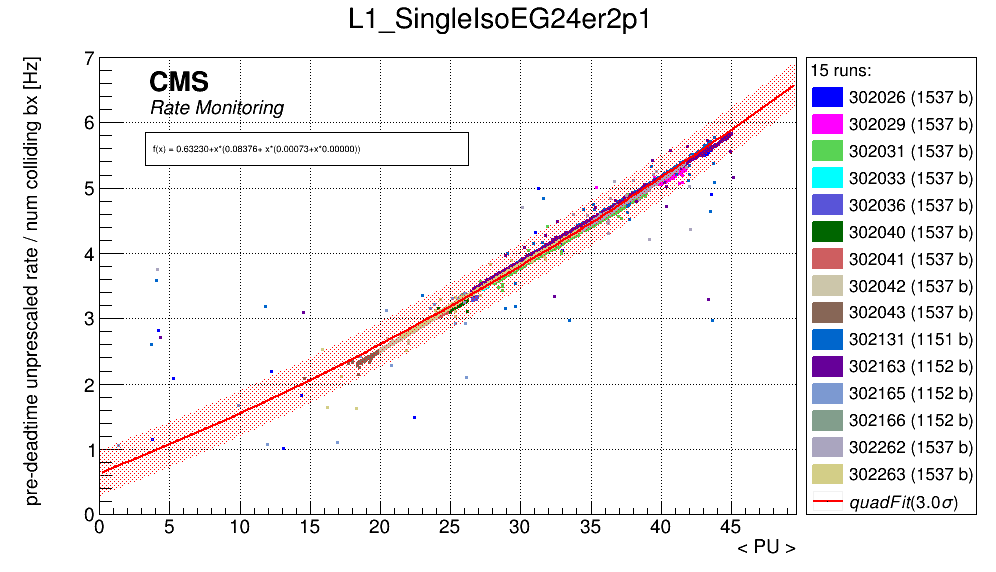 L1_SingleIsoEG24er2p1
pre-deadtime unprescaled rate / num colliding bx [Hz]
7
6
5
4
3
2
1
0
CMS
Rate Monitoring
f(x) = 0.63230+x*(0.08376+ x*(0.00073+x*0.00000))
0 5 10 15 20 25 30 35 40 45
< PU >
15 runs:
302026 (1537 b)
302029 (1537 b)
302031 (1537 b)
302033 (1537 b)
302036 (1537 b)
302040 (1537 b)
302041 (1537 b)
302042 (1537 b)
302043 (1537 b)
302131 (1151 b)
302163 (1152 b)
302165 (1152 b)
302166 (1152 b)
302262 (1537 b)
302263 (1537 b)
quadFit(3.0σ)